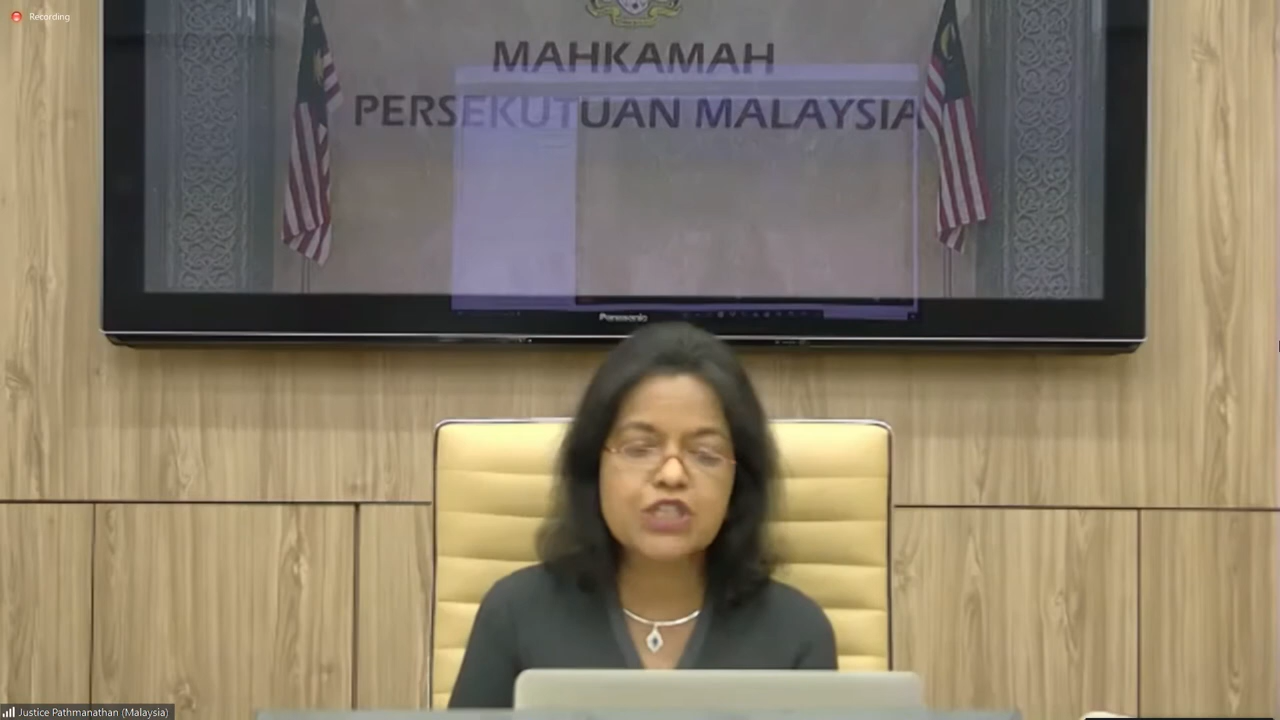 Recording
MAHKAMAH
PERSEKUTUAN MALAYSIA
Panasonic
Justice Pathmanathan (Malaysia)